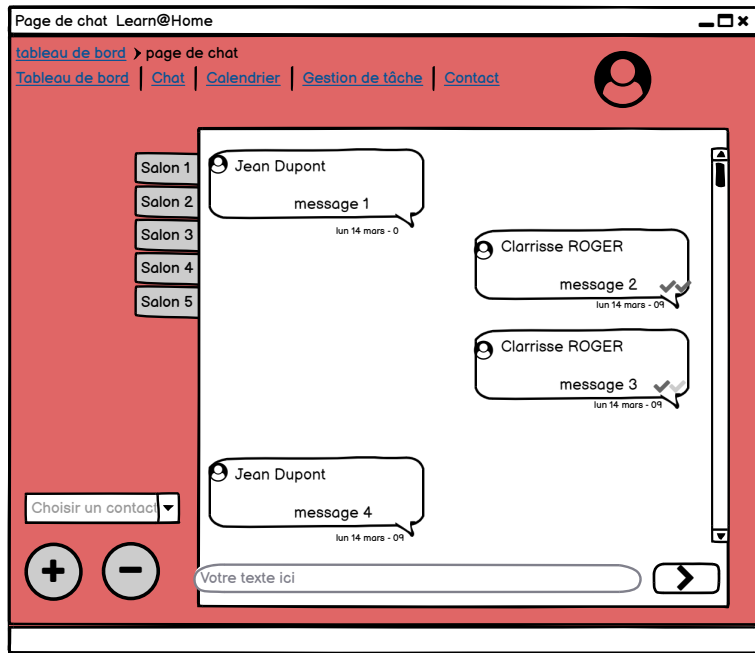 Page de chat Learn@Home
tableau de bord > page de chat
Tableau de bord | Chat | Calendrier | Gestion de tâche | Contact
Salon 1
Salon 2
Salon 3
Salon 4
Salon 5
Jean Dupont
message 1
lun 14 mars - 0
Clarrisse ROGER
message 2
lun 14 mars - 09
Clarrisse ROGER
message 3
lun 14 mars - 09
Jean Dupont
message 4
lun 14 mars - 09
Choisir un contact
Votre texte ici